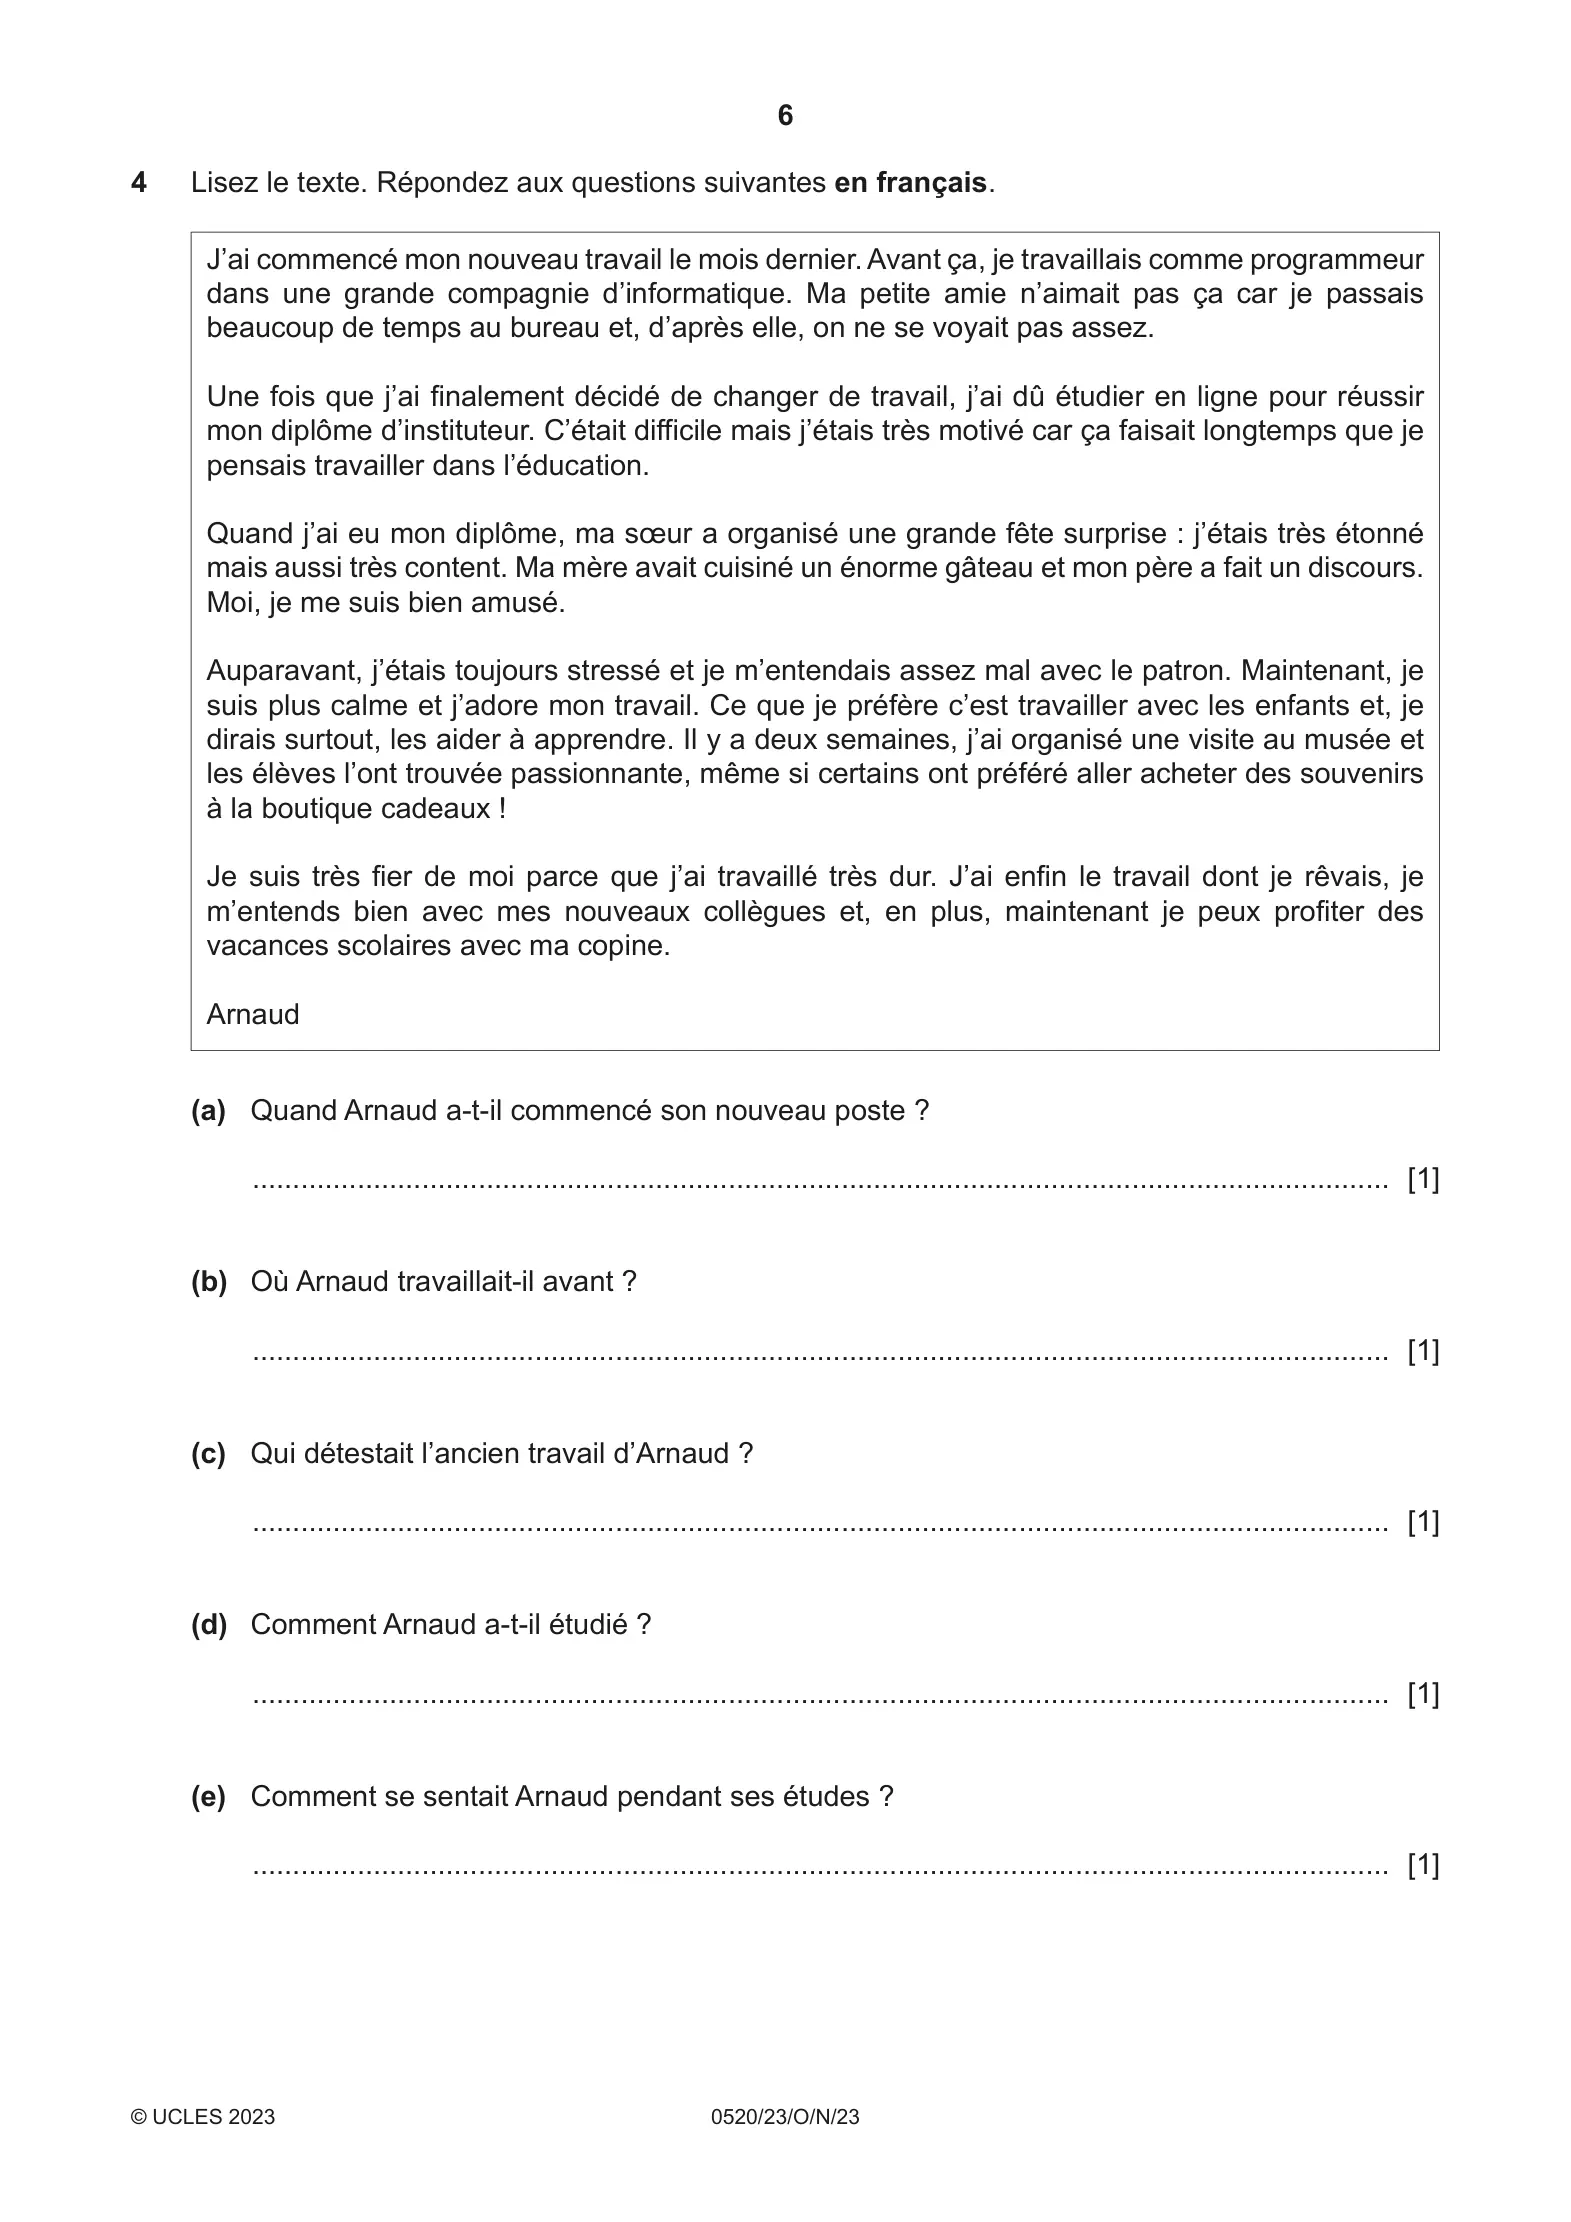 6
4 Lisez le texte. Répondez aux questions suivantes en français.
J’ai commencé mon nouveau travail le mois dernier. Avant ça, je travaillais comme programmeur
dans une grande compagnie d’informatique. Ma petite amie n’aimait pas ça car je passais
beaucoup de temps au bureau et, d’après elle, on ne se voyait pas assez.
Une fois que j’ai finalement décidé de changer de travail, j’ai dû étudier en ligne pour réussir
mon diplôme d’instituteur. C’était difficile mais j’étais très motivé car ça faisait longtemps que je
pensais travailler dans l’éducation.
Quand j’ai eu mon diplôme, ma sœur a organisé une grande fête surprise : j’étais très étonné
mais aussi très content. Ma mère avait cuisiné un énorme gâteau et mon père a fait un discours.
Moi, je me suis bien amusé.
Auparavant, j’étais toujours stressé et je m’entendais assez mal avec le patron. Maintenant, je
suis plus calme et j’adore mon travail. Ce que je préfère c’est travailler avec les enfants et, je
dirais surtout, les aider à apprendre. Il y a deux semaines, j’ai organisé une visite au musée et
les élèves l’ont trouvée passionnante, même si certains ont préféré aller acheter des souvenirs
à la boutique cadeaux !
Je suis très fier de moi parce que j’ai travaillé très dur. J’ai enfin le travail dont je rêvais, je
m’entends bien avec mes nouveaux collègues et, en plus, maintenant je peux profiter des
vacances scolaires avec ma copine.
Arnaud
(a) Quand Arnaud a-t-il commencé son nouveau poste ?
[1]
(b) Où Arnaud travaillait-il avant ?
[1]
(c) Qui détestait l’ancien travail d’Arnaud ?
[1]
(d) Comment Arnaud a-t-il étudié ?
[1]
(e) Comment se sentait Arnaud pendant ses études ?
[1]
© UCLES 2023 0520/23/O/N/23